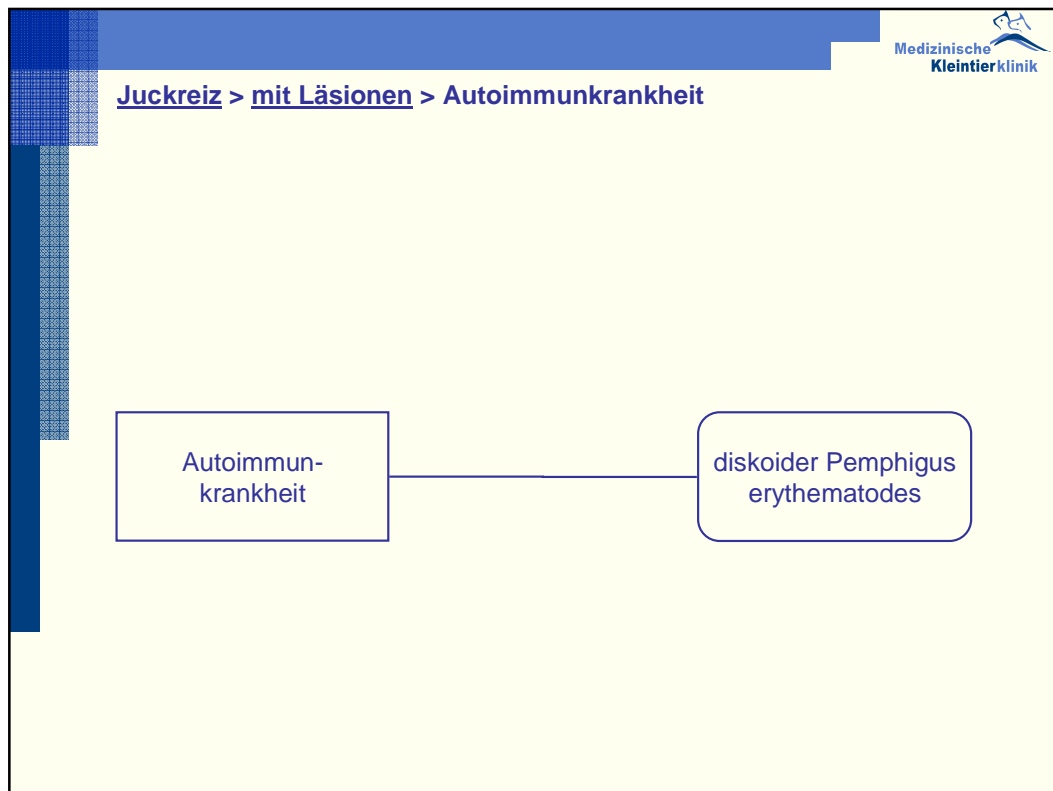 Medizinische
Kleintierklinik
Juckreiz > mit Läsionen > Autoimmunkrankheit
Autoimmun-
krankheit
diskoider Pemphigus
erythematodes